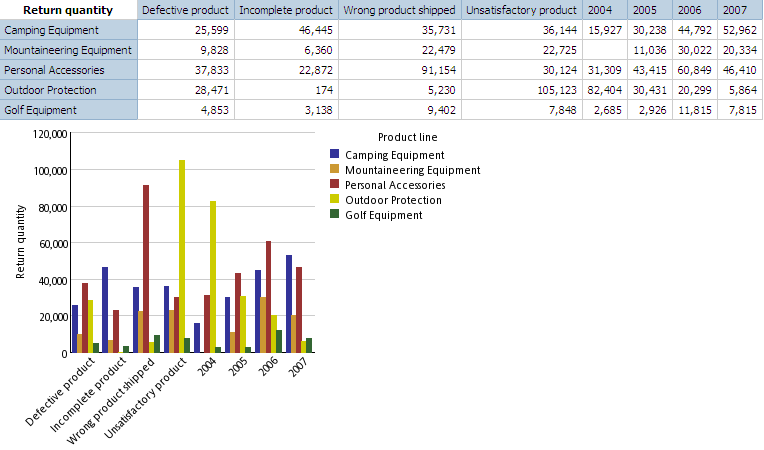 Return quantity Defective product Incomplete product Wrong product shipped Unsatisfactory product 2004 2005 2006 2007
Camping Equipment 25,599 46,445 35,731 36,144 15,927 30,238 44,792 52,962
Mountaineering Equipment 9,828 6,360 22,479 22,725 11,036 30,022 20,334
Personal Accessories 37,833 22,872 91,154 30,124 31,309 43,415 60,849 46,410
Outdoor Protection 28,471 174 5,230 105,123 82,404 30,431 20,299 5,864
Golf Equipment 4,853 3,138 9,402 7,848 2,685 2,926 11,815 7,815
120,000
100,000
80,000
60,000
40,000
20,000
0
Return quantity
Defective product
Incomplete product
Wrong product shipped
Unsatisfactory product
2004
2005
2006
2007
Product line
Camping Equipment
Mountaineering Equipment
Personal Accessories
Outdoor Protection
Golf Equipment